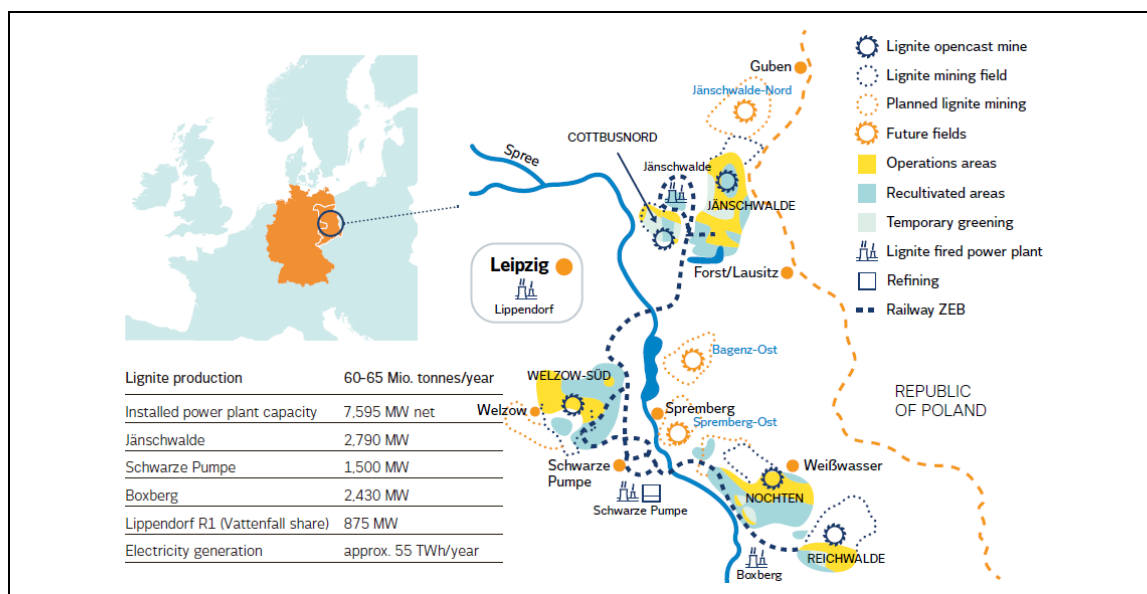 Lignite opencast mine
Lignite mining field
Planned lignite mining
Future fields
Operations areas
Recultivated areas
Temporary greening
Lignite fired power plant
Refining
Railway ZEB
Guben
Jänschwalde-Nord
COTTBUSNORD
Spree
Jänschwalde
JÄNSCHWALDE
Leipzig
Lippendorf
Forst/Lausitz
Bagenz-Ost
WELZOW-SÜD
Welzow
Spremberg
Spremberg-Ost
REPUBLIC
OF POLAND
Schwarze
Pumpe
Weißwasser
NOCHTEN
Schwarze Pumpe
REICHWALDE
Boxberg
Lignite production 60-65 Mio. tonnes/year
Installed power plant capacity 7,595 MW net
Jänschwalde 2,790 MW
Schwarze Pumpe 1,500 MW
Boxberg 2,430 MW
Lippendorf R1 (Vattenfall share) 875 MW
Electricity generation approx. 55 TWh/year